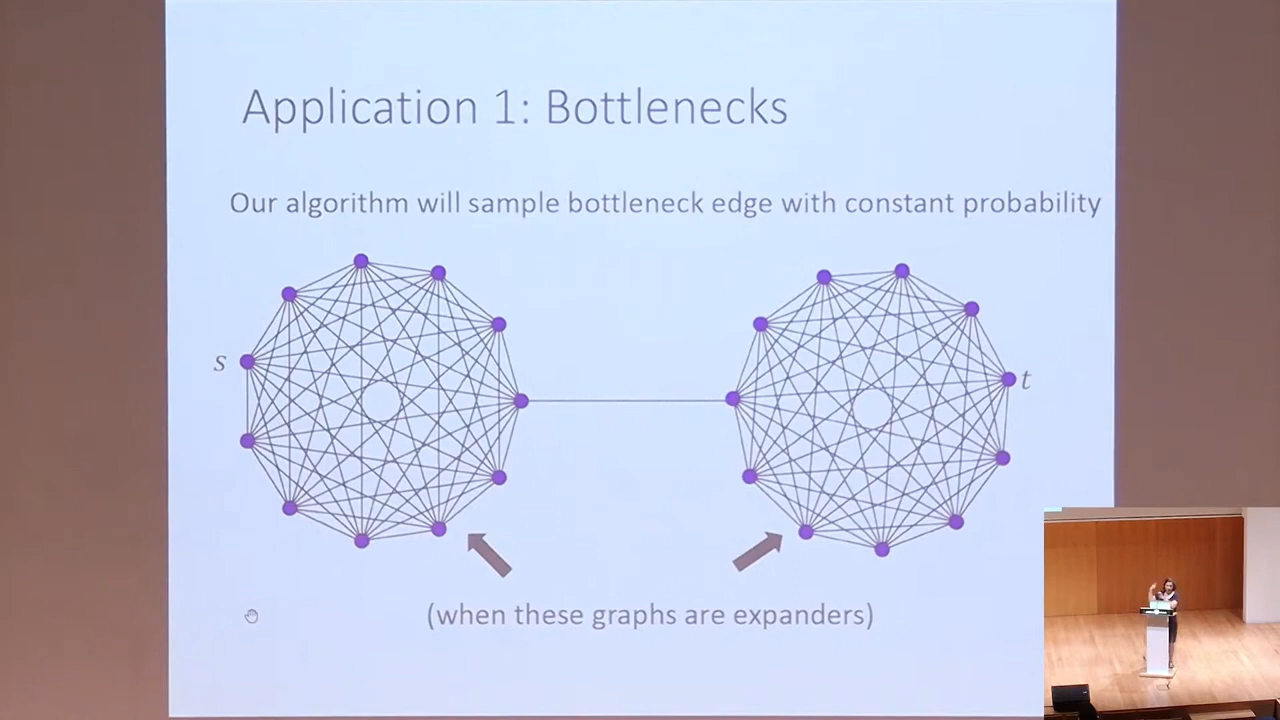 Application 1: Bottlenecks
Our algorithm will sample bottleneck edge with constant probability
s
t
(when these graphs are expanders)